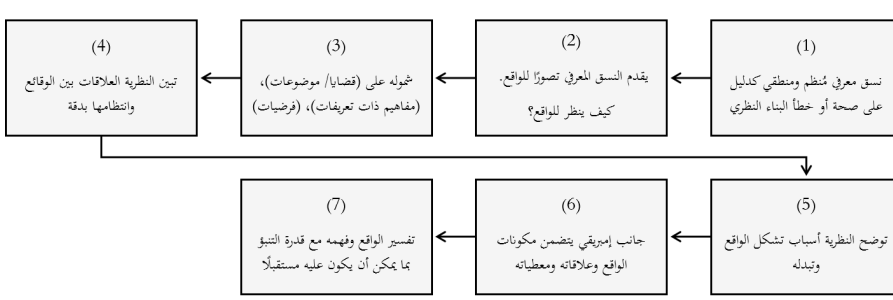 (1)
نسق معرفي مُنظم ومنطقي كدليل
على صحة أو خطأ البناء النظري
(2)
يقدم النسق المعرفي تصورًا للواقع.
كيف ينظر للواقع؟
(3)
شموله على (قضايا/ موضوعات)،
(مفاهيم ذات تعريفات)، (فرضيات)
(4)
تبين النظرية العلاقات بين الوقائع
وانتظامها بدقة
(5)
توضح النظرية أسباب تشكل الواقع
وتبدله
(6)
جانب إمبريقي يتضمن مكونات
الواقع وعلاقاته ومعطياته
(7)
تفسير الواقع وفهمه مع قدرة التنبؤ
بما يمكن أن يكون عليه مستقبلًا